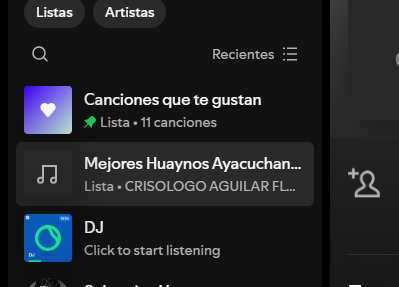 Listas
Artistas
Recientes
Canciones que te gustan
Lista • 11 canciones
Mejores Huaynos Ayacuchan...
Lista • CRISOLOGO AGUILAR FL...
DJ
DJ
Click to start listening